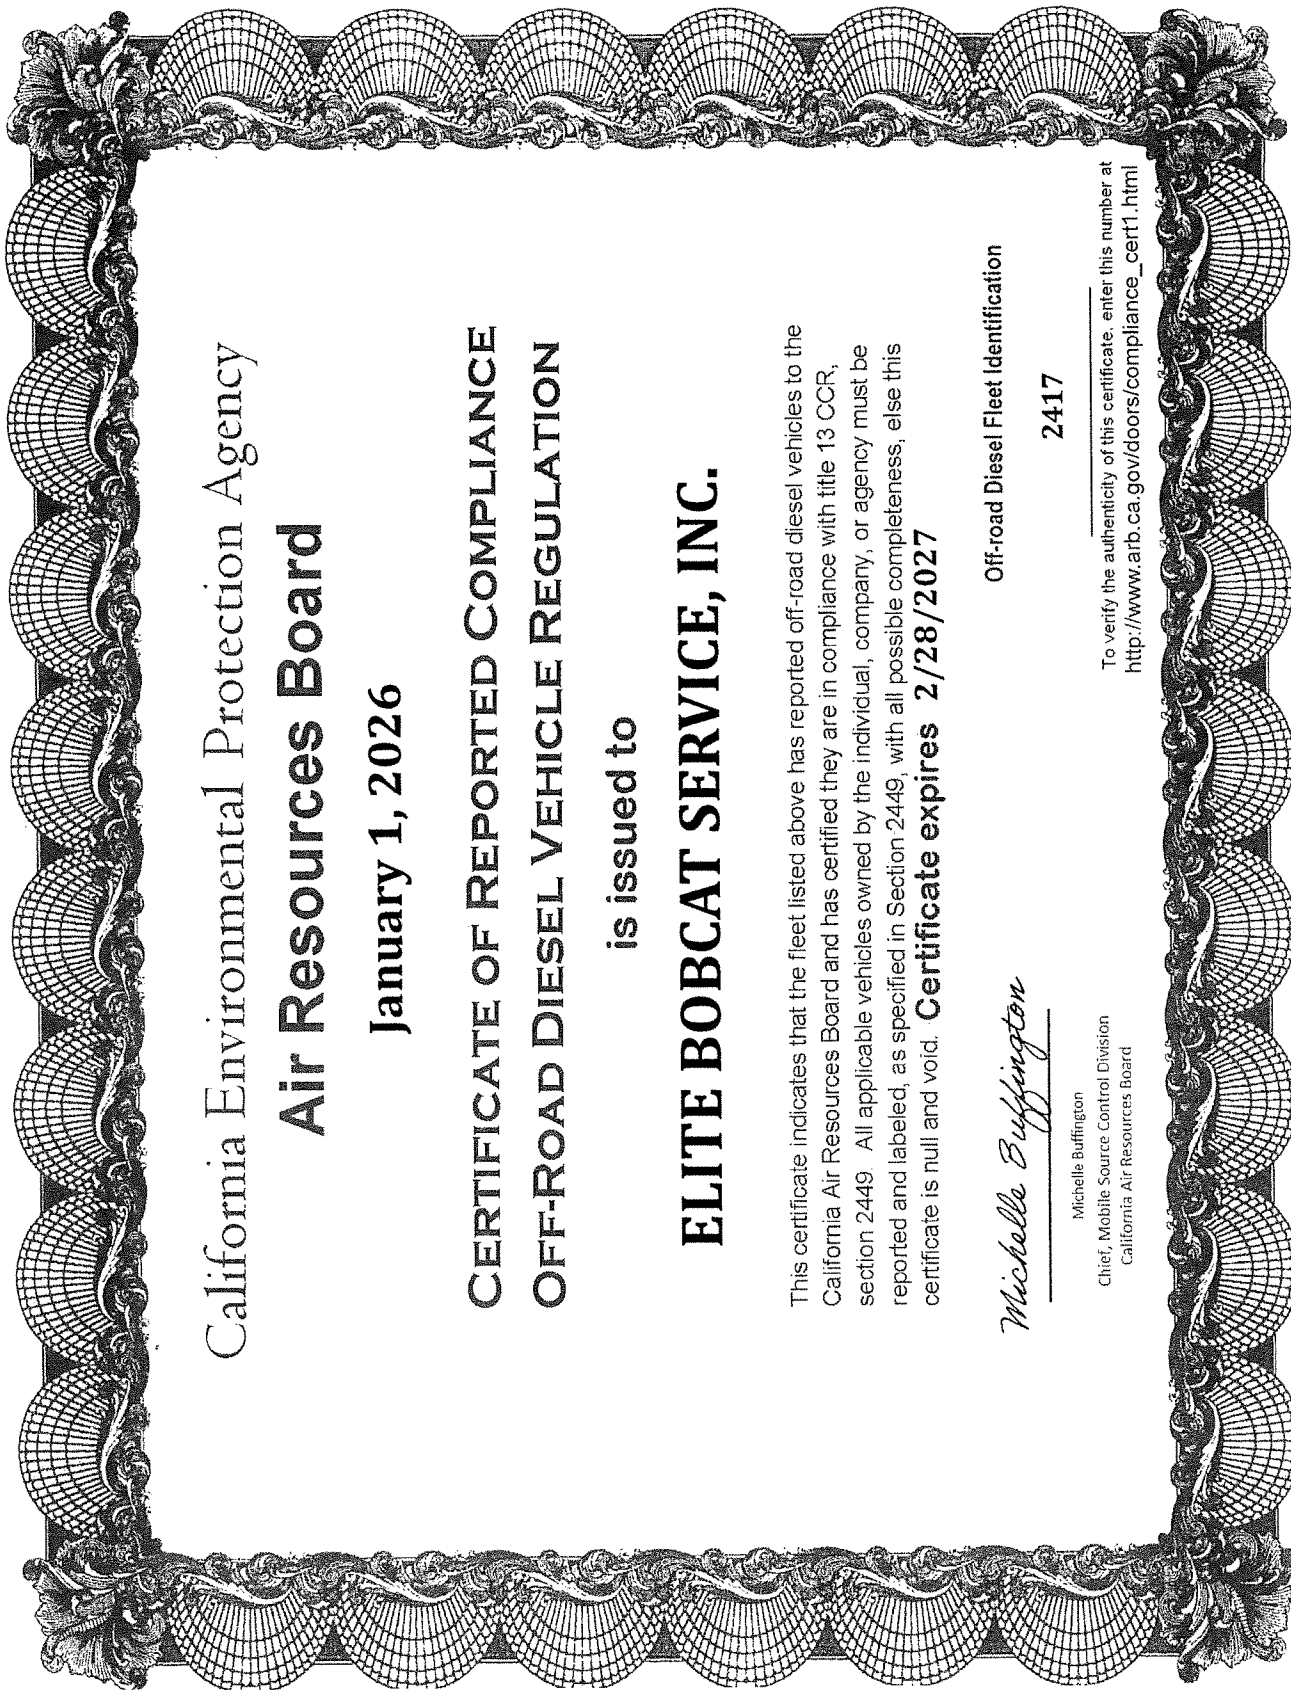 California Environmental Protection Agency
Air Resources Board
January 1, 2026
CERTIFICATE OF REPORTED COMPLIANCE
OFF-ROAD DIESEL VEHICLE REGULATION
is issued to
ELITE BOBCAT SERVICE, INC.
This certificate indicates that the fleet listed above has reported off-road diesel vehicles to the
California Air Resources Board and has certified they are in compliance with title 13 CCR,
section 2449. All applicable vehicles owned by the individual, company, or agency must be
reported and labeled, as specified in Section 2449, with all possible completeness, else this
certificate is null and void. Certificate expires 2/28/2027
Michelle Buffington
Michelle Buffington
Chief, Mobile Source Control Division
California Air Resources Board
Off-road Diesel Fleet Identification
2417
To verify the authenticity of this certificate, enter this number at
http://www.arb.ca.gov/doors/compliance_cert1.html